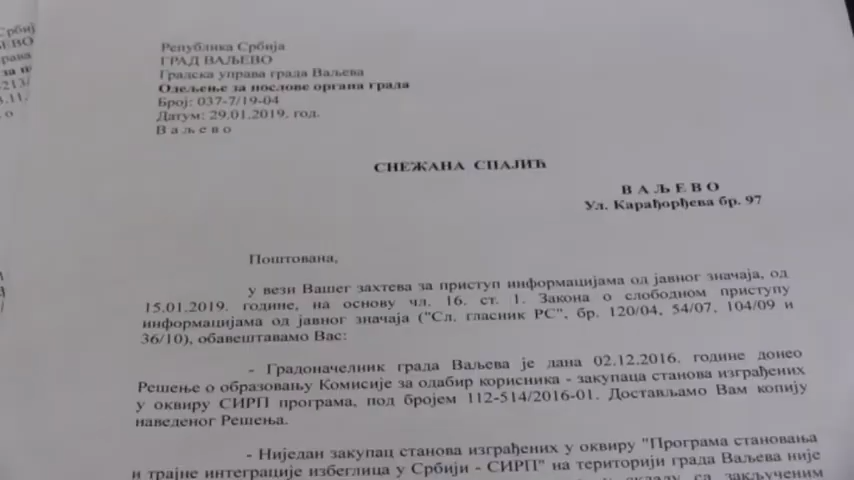 Република Србија
ГРАД ВАЉЕВО
Градска управа града Ваљева
Одељење за послове органа града
Број: 037-7/19-04
Датум: 29.01.2019. год.
В а љ е в о
СНЕЖАНА СПАЈИЋ
В А Љ Е В О
Ул. Карађорђева бр. 97
Поштована,
у вези Вашег захтева за приступ информацијама од јавног значаја, од
15.01.2019. године, на основу чл. 16. ст. 1. Закона о слободном приступу
информацијама од јавног значаја ("Сл. гласник РС", бр. 120/04, 54/07, 104/09 и
36/10), обавештавамо Вас:
- Градоначелник града Ваљева је дана 02.12.2016. године донео
Решење о образовању Комисије за одабир корисника - закупаца станова изграђених
у оквиру СИРП програма, под бројем 112-514/2016-01. Достављамо Вам копију
наведеног Решења.
- Ниједан закупац станова изграђених у оквиру "Програма становања
и трајне интеграције избеглица у Србији - СИРП" на територији града Ваљева није
складу са закљученим